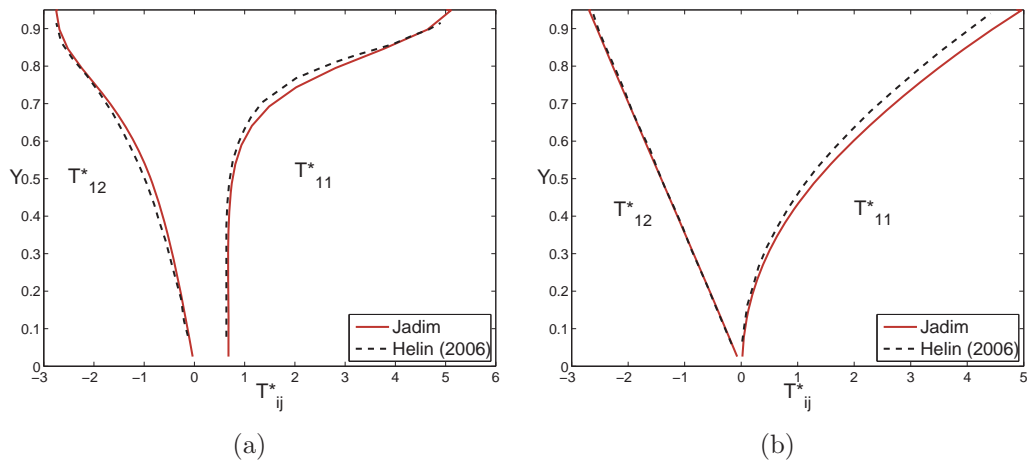 0.9
0.8
0.7
0.6
Y 0.5
0.4
0.3
0.2
0.1
0
−3 −2 −1 0 1 2 3 4 5 6
T*12
T*11
Jadim
Helin (2006)
T*ij
(a)
0.9
0.8
0.7
0.6
Y 0.5
0.4
0.3
0.2
0.1
0
−3 −2 −1 0 1 2 3 4 5
T*12
T*11
Jadim
Helin (2006)
T*ij
(b)